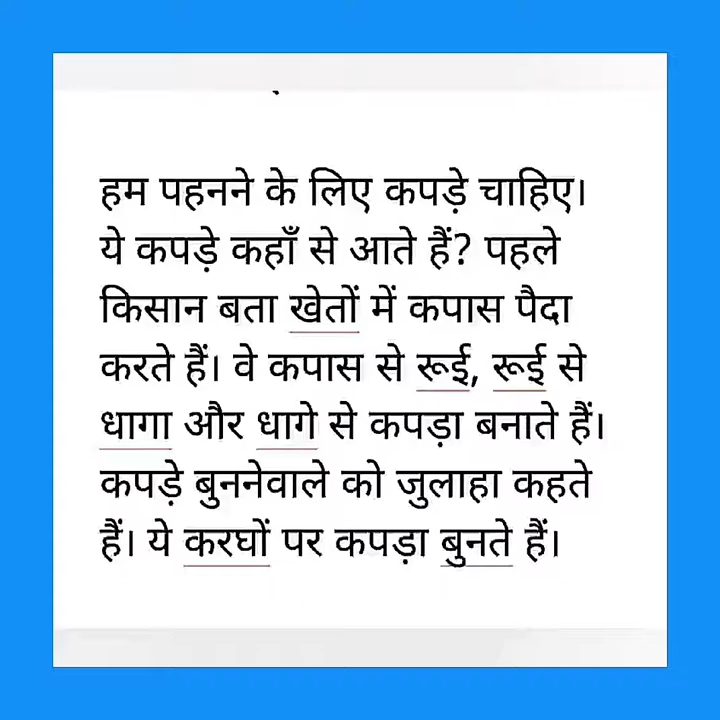 हम पहनने के लिए कपड़े चाहिए।
ये कपड़े कहाँ से आते हैं? पहले
किसान बता खेतों में कपास पैदा
करते हैं। वे कपास से रूई, रूई से
धागा और धागे से कपड़ा बनाते हैं।
कपड़े बुननेवाले को जुलाहा कहते
हैं। ये करघों पर कपड़ा बुनते हैं।